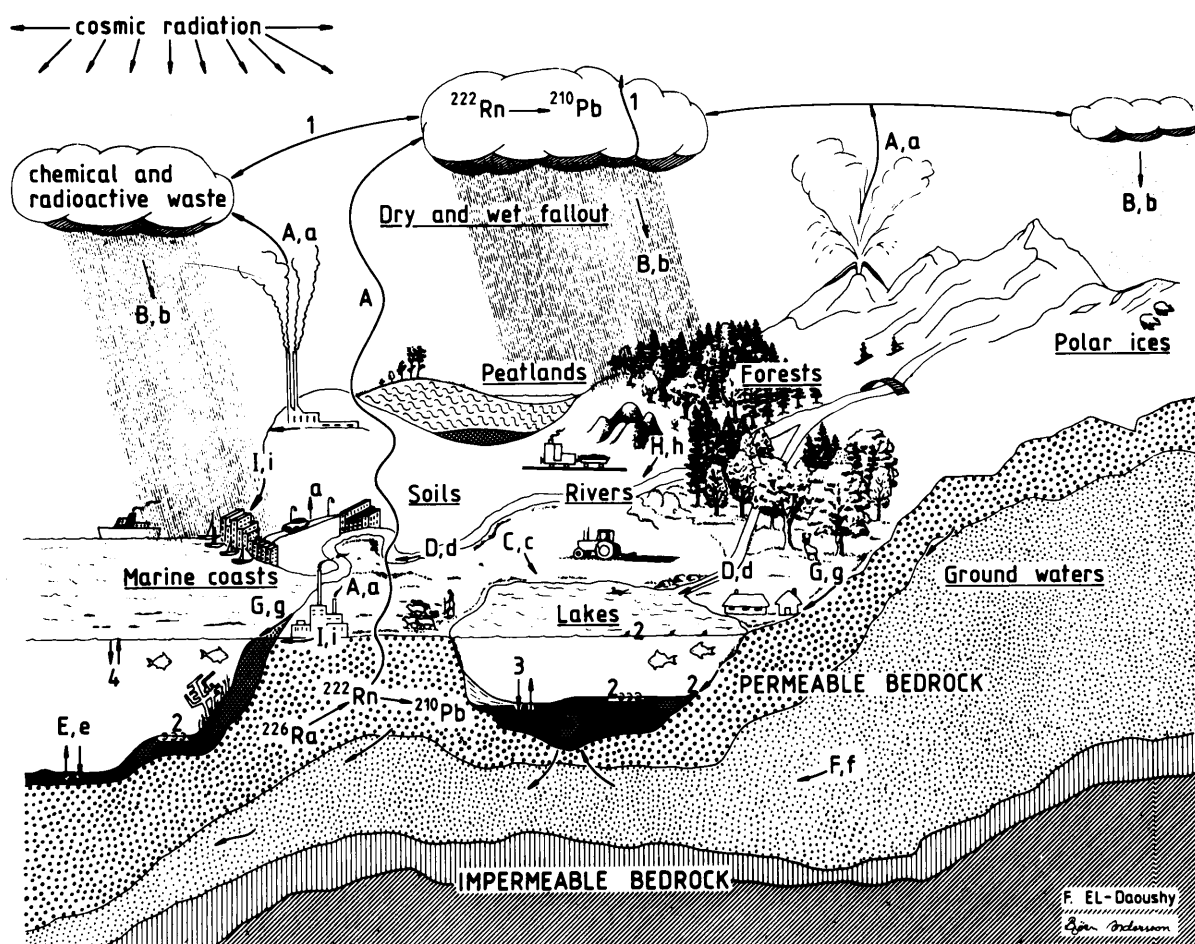 cosmic radiation
²²²Rn → ²¹⁰Pb
1
1
A,a
chemical and
radioactive waste
Dry and wet fallout
B,b
A,a
B,b
A
B,b
Polar ices
Peatlands
Forests
H,h
I,i
a
Soils
Rivers
D,d
C,c
D,d
G,g
Ground waters
Marine coasts
A,a
G,g
Lakes
I,i
2
4
3
2
2
PERMEABLE BEDROCK
²²²Rn → ²¹⁰Pb
²²⁶Ra
E,e
2
F,f
IMPERMEABLE BEDROCK
F. EL-Daoushy
Björn Andersson